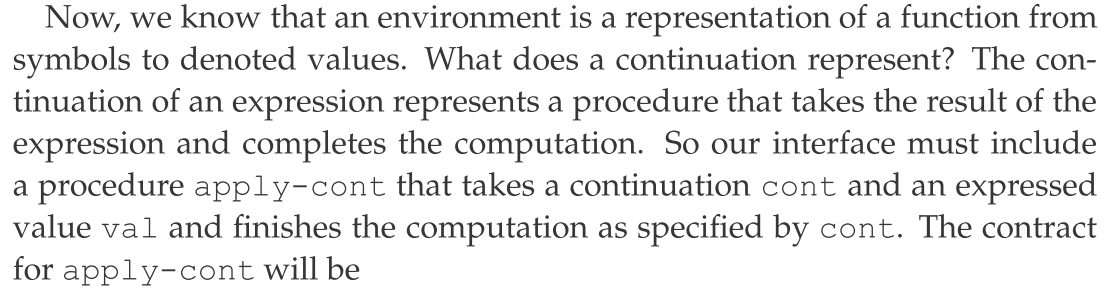 Now, we know that an environment is a representation of a function from
symbols to denoted values. What does a continuation represent? The con-
tinuation of an expression represents a procedure that takes the result of the
expression and completes the computation. So our interface must include
a procedure apply-cont that takes a continuation cont and an expressed
value val and finishes the computation as specified by cont. The contract
for apply-cont will be